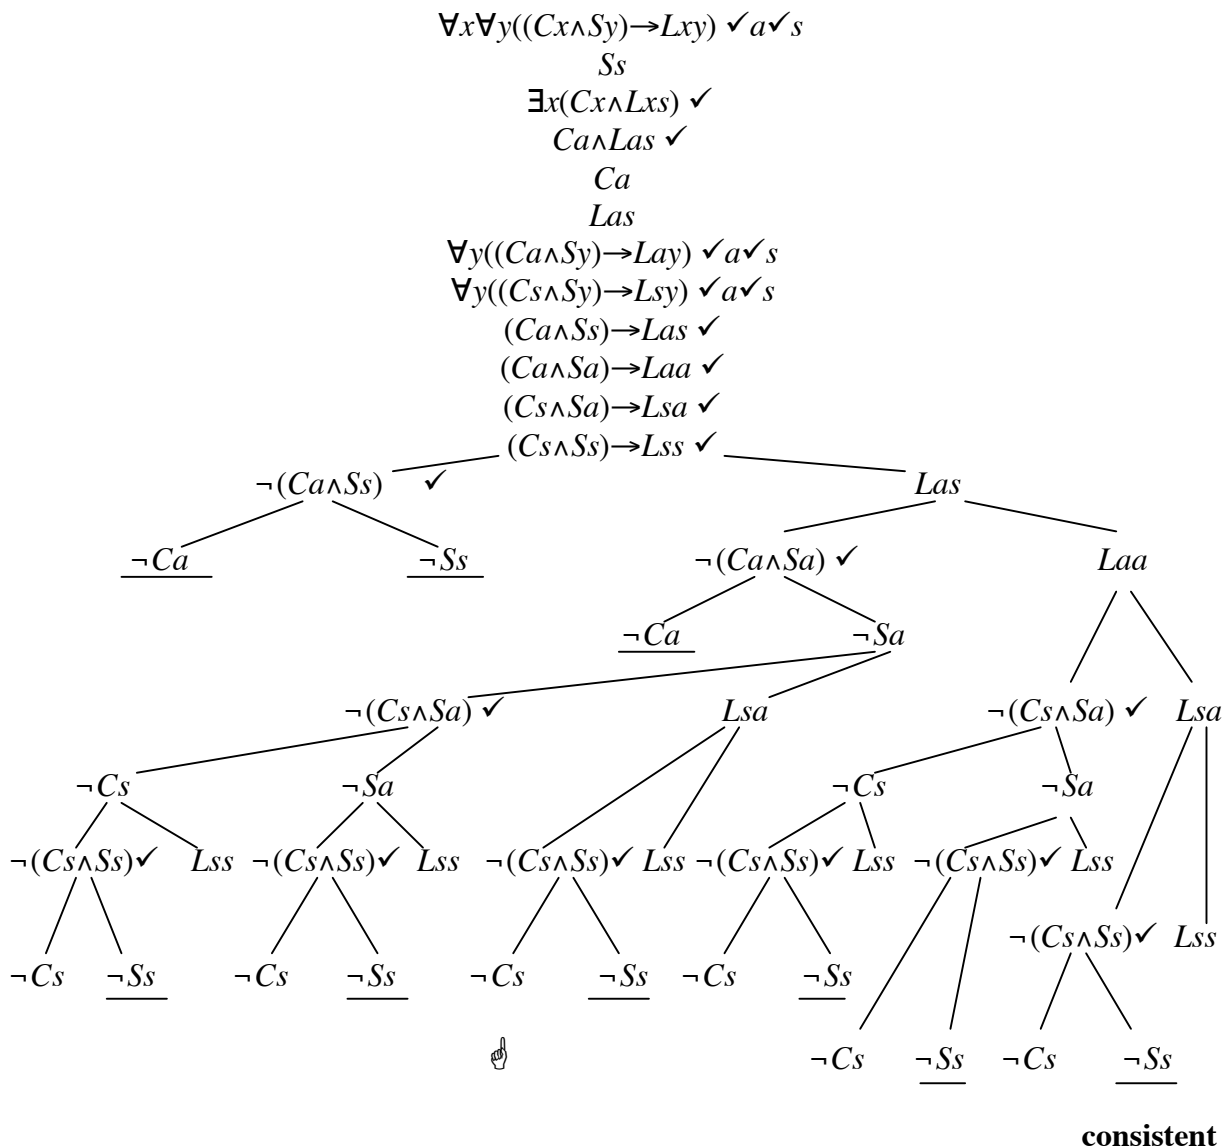 ∀x∀y((Cx∧Sy)→Lxy) ✓a✓s
Ss
∃x(Cx∧Lxs) ✓
Ca∧Las ✓
Ca
Las
∀y((Ca∧Sy)→Lay) ✓a✓s
∀y((Cs∧Sy)→Lsy) ✓a✓s
(Ca∧Ss)→Las ✓
(Ca∧Sa)→Laa ✓
(Cs∧Sa)→Lsa ✓
(Cs∧Ss)→Lss ✓
¬(Ca∧Ss) ✓ Las
¬Ca ¬Ss ¬(Ca∧Sa) ✓ Laa
¬Ca ¬Sa
¬(Cs∧Sa) ✓ Lsa ¬(Cs∧Sa) ✓ Lsa
¬Cs ¬Sa ¬Cs ¬Sa
¬(Cs∧Ss)✓ Lss ¬(Cs∧Ss)✓ Lss ¬(Cs∧Ss)✓ Lss ¬(Cs∧Ss)✓ Lss ¬(Cs∧Ss)✓ Lss
¬(Cs∧Ss)✓ Lss
¬Cs ¬Ss ¬Cs ¬Ss ¬Cs ¬Ss ¬Cs ¬Ss
¬Cs ¬Ss ¬Cs ¬Ss
consistent